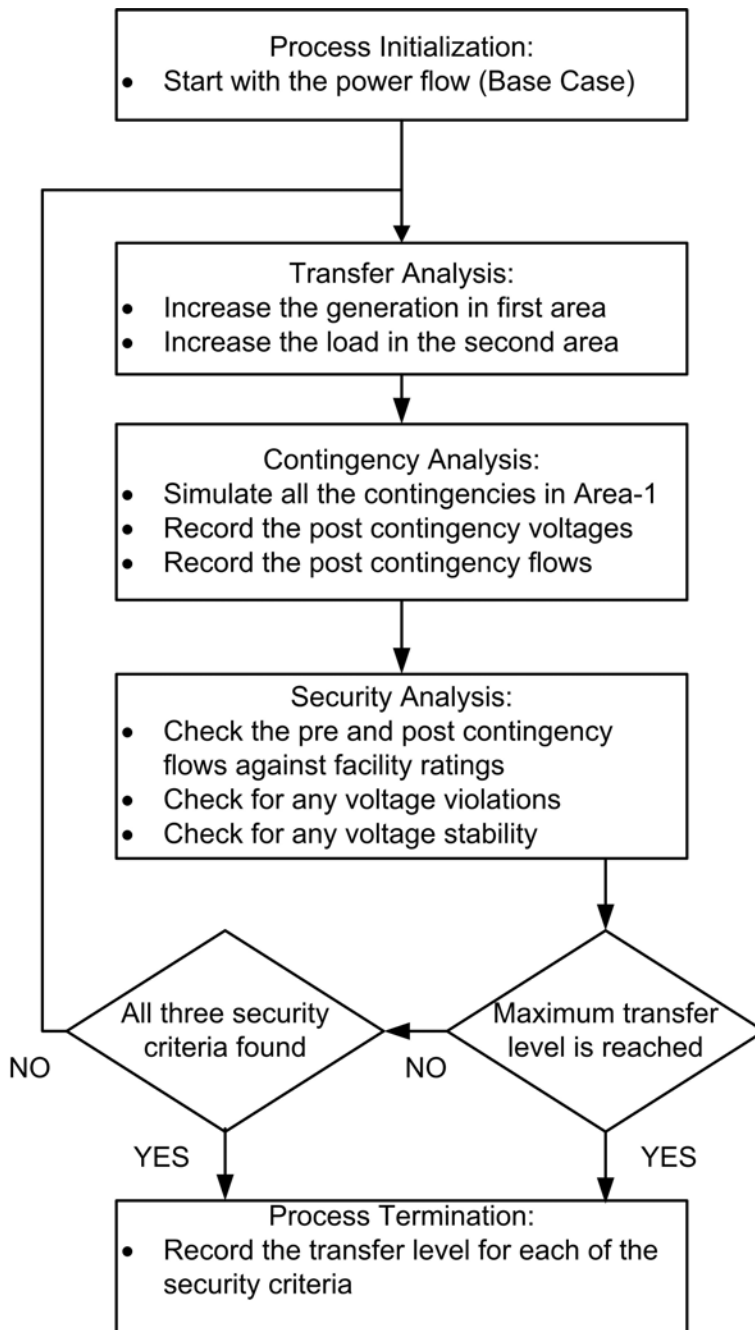 Process Initialization:
• Start with the power flow (Base Case)
Transfer Analysis:
• Increase the generation in first area
• Increase the load in the second area
Contingency Analysis:
• Simulate all the contingencies in Area-1
• Record the post contingency voltages
• Record the post contingency flows
Security Analysis:
• Check the pre and post contingency
flows against facility ratings
• Check for any voltage violations
• Check for any voltage stability
All three security
criteria found
Maximum transfer
level is reached
NO
NO
YES
YES
Process Termination:
• Record the transfer level for each of the
security criteria